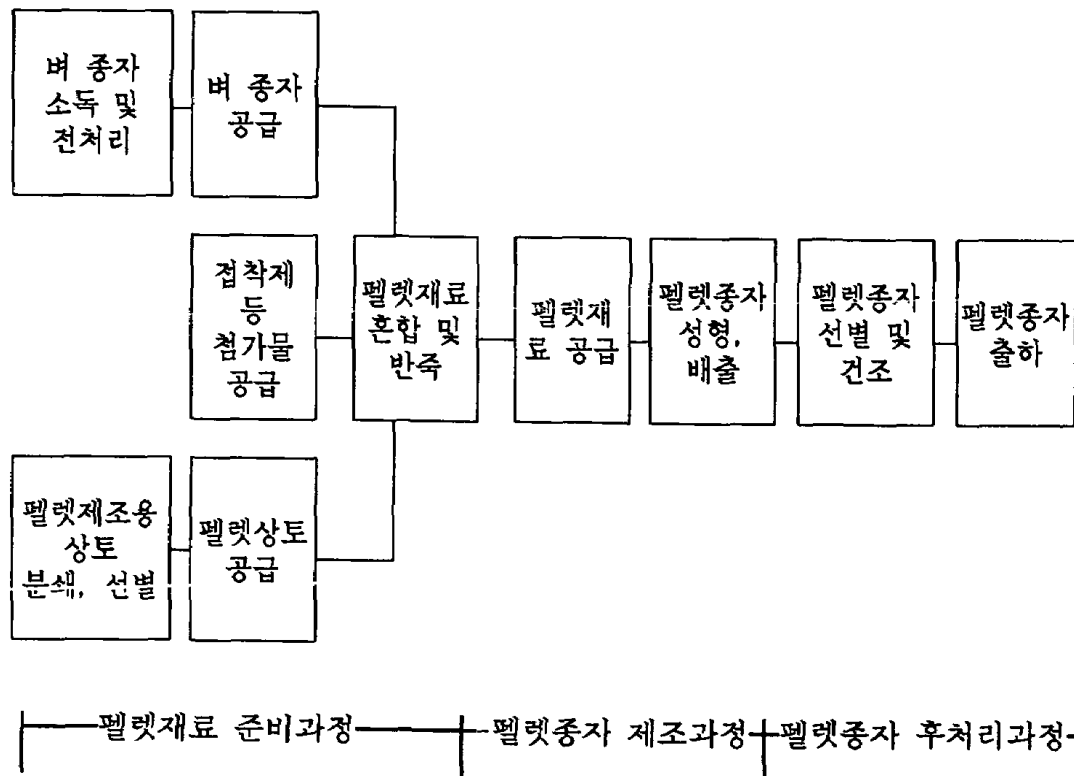 벼 종자
소독 및
전처리
벼 종자
공급
접착제
등
첨가물
공급
펠렛제조용
상토
분쇄, 선별
펠렛상토
공급
펠렛재료
혼합 및
반죽
펠렛재
료 공급
펠렛종자
성형,
배출
펠렛종자
선별 및
건조
펠렛종자
출하
펠렛재료 준비과정
펠렛종자 제조과정
펠렛종자 후처리과정